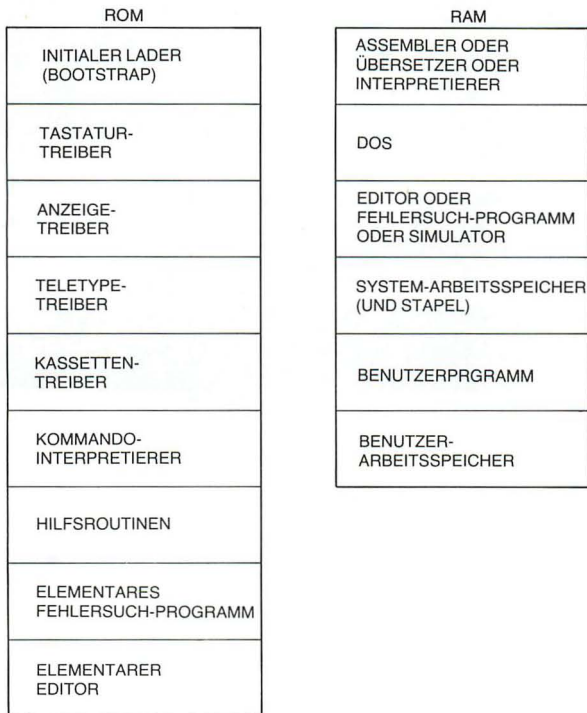 ROM
INITIALER LADER
(BOOTSTRAP)
TASTATUR-
TREIBER
ANZEIGE-
TREIBER
TELETYPE-
TREIBER
KASSETTEN-
TREIBER
KOMMANDO-
INTERPRETIERER
HILFSROUTINEN
ELEMENTARES
FEHLERSUCH-PROGRAMM
ELEMENTARER
EDITOR
RAM
ASSEMBLER ODER
ÜBERSETZER ODER
INTERPRETIERER
DOS
EDITOR ODER
FEHLERSUCH-PROGRAMM
ODER SIMULATOR
SYSTEM-ARBEITSSPEICHER
(UND STAPEL)
BENUTZERPRGRAMM
BENUTZER-
ARBEITSSPEICHER